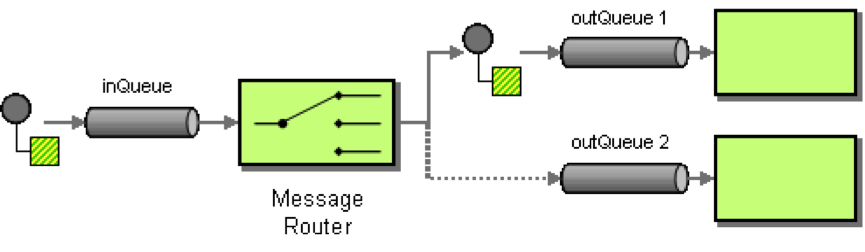 outQueue 1
inQueue
outQueue 2
Message
Router